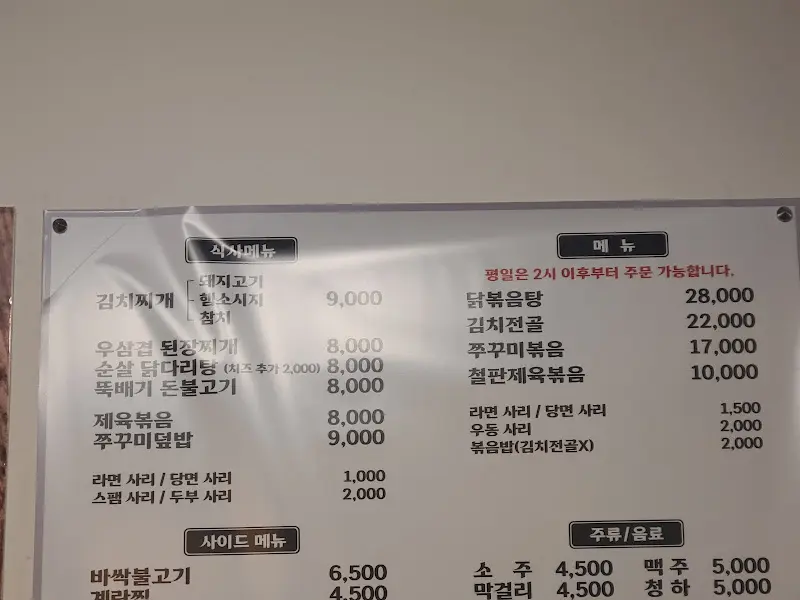 식사메뉴
김치찌개
돼지고기
헬소시지
참치
9,000
우삼겹 된장찌개 8,000
순살 닭다리탕 (치즈 추가 2,000) 8,000
뚝배기 돈불고기 8,000
제육볶음 8,000
쭈꾸미덮밥 9,000
라면 사리 / 당면 사리 1,000
스팸 사리 / 두부 사리 2,000
사이드 메뉴
바싹불고기 6,500
계란찜 4,500
메 뉴
평일은 2시 이후부터 주문 가능합니다.
닭볶음탕 28,000
김치전골 22,000
쭈꾸미볶음 17,000
철판제육볶음 10,000
라면 사리 / 당면 사리 1,500
우동 사리 2,000
볶음밥(김치전골X) 2,000
주류/음료
소 주 4,500 맥 주 5,000
막걸리 4,500 청 하 5,000